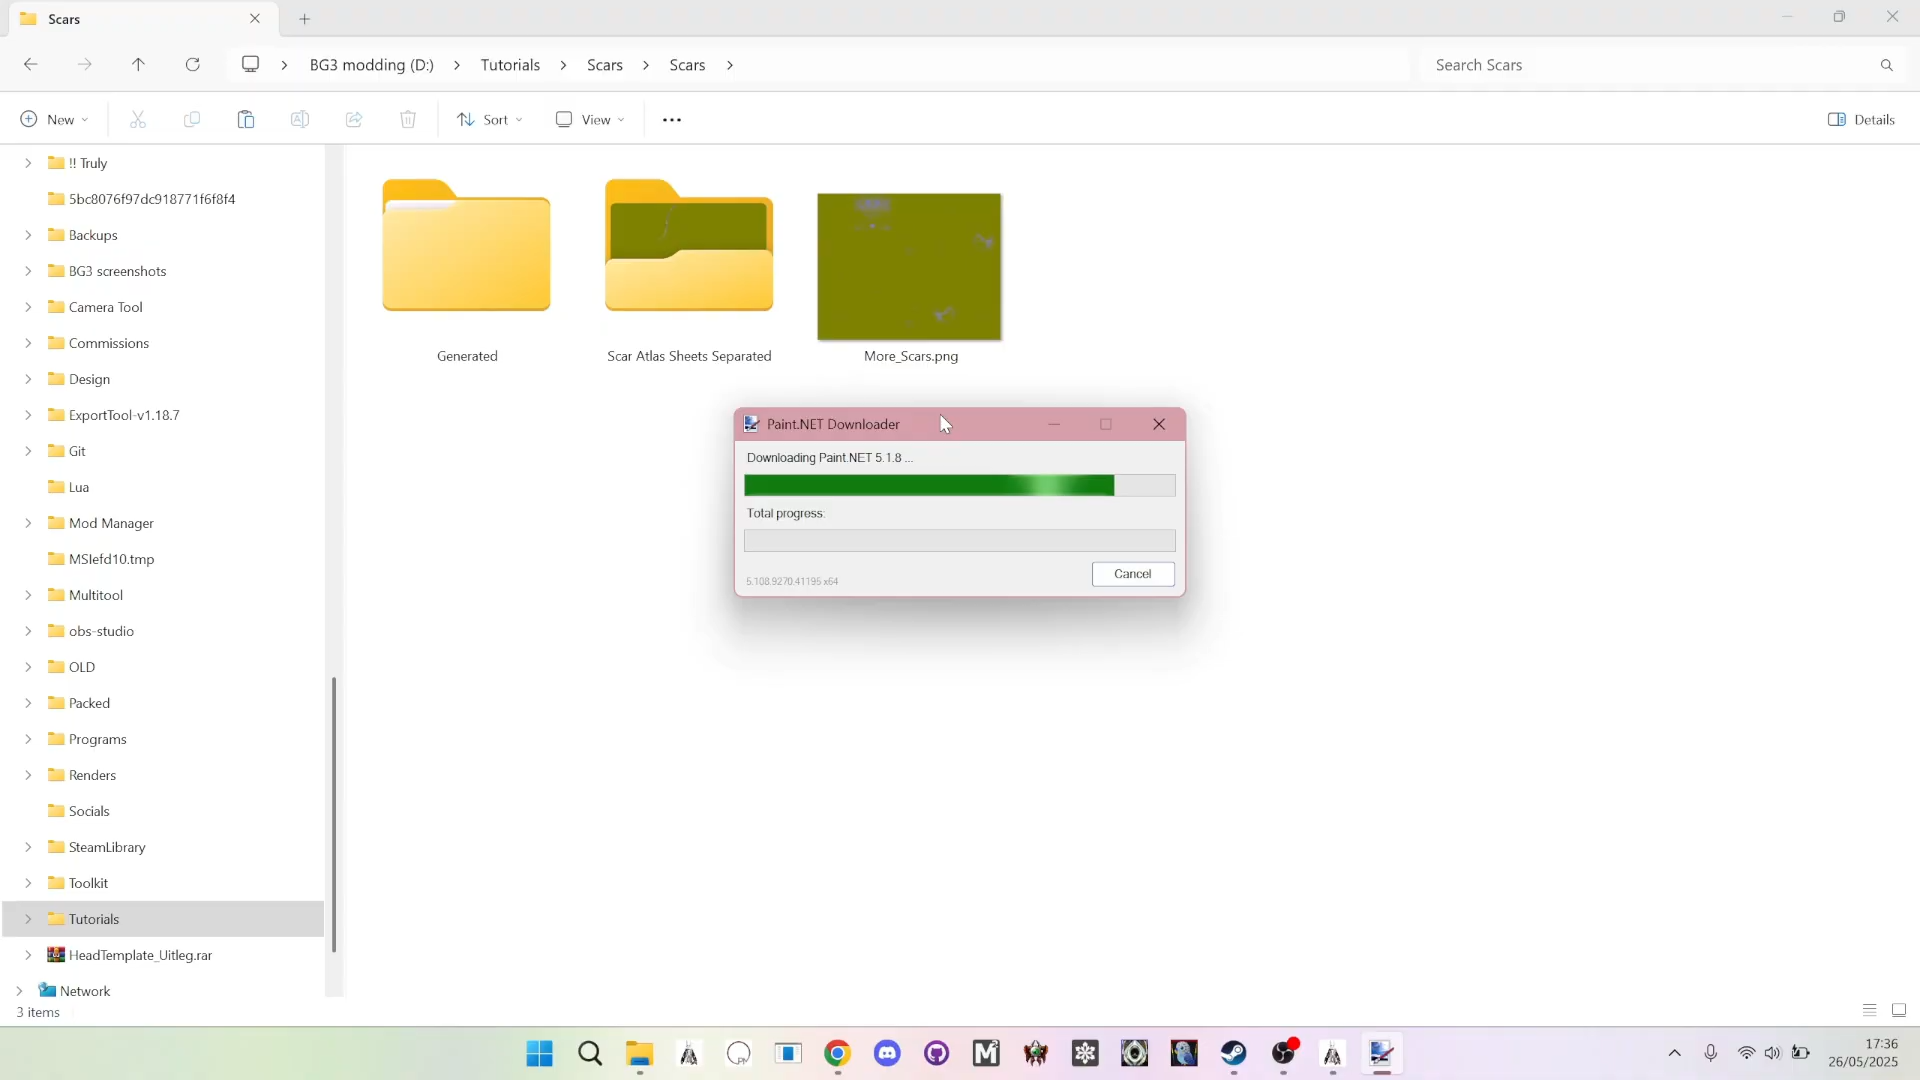 Scars
BG3 modding (D:)
Tutorials
Scars
Scars
Search Scars
New
Sort
View
Details
!! Truly
5bc8076f97dc918771f6f8f4
Backups
BG3 screenshots
Camera Tool
Commissions
Design
ExportTool-v1.18.7
Git
Lua
Mod Manager
MSIefd10.tmp
Multitool
obs-studio
OLD
Packed
Programs
Renders
Socials
SteamLibrary
Toolkit
Tutorials
HeadTemplate_Uitleg.rar
Network
3 items
Generated
Scar Atlas Sheets Separated
More_Scars.png
Paint.NET Downloader
Downloading Paint.NET 5.1.8 ...
Total progress:
5.108.9270.41195 x64
Cancel
17:36
26/05/2025